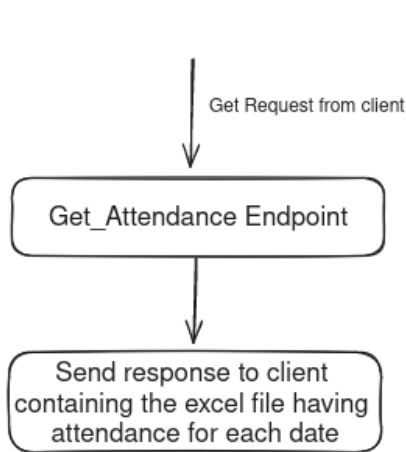 Get Request from client
Get_Attendance Endpoint
Send response to client
containing the excel file having
attendance for each date